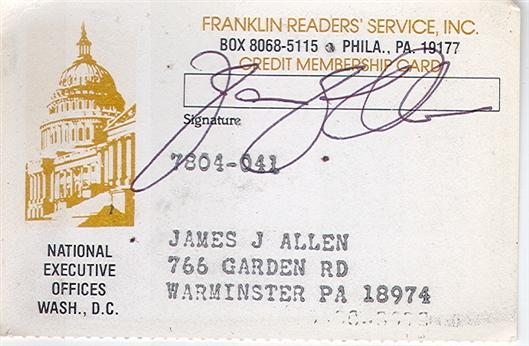 FRANKLIN READERS' SERVICE, INC.
BOX 8068-5115 ● PHILA., PA. 19177
CREDIT MEMBERSHIP CARD
Signature
7804-041
JAMES J ALLEN
766 GARDEN RD
WARMINSTER PA 18974
NATIONAL
EXECUTIVE
OFFICES
WASH., D.C.